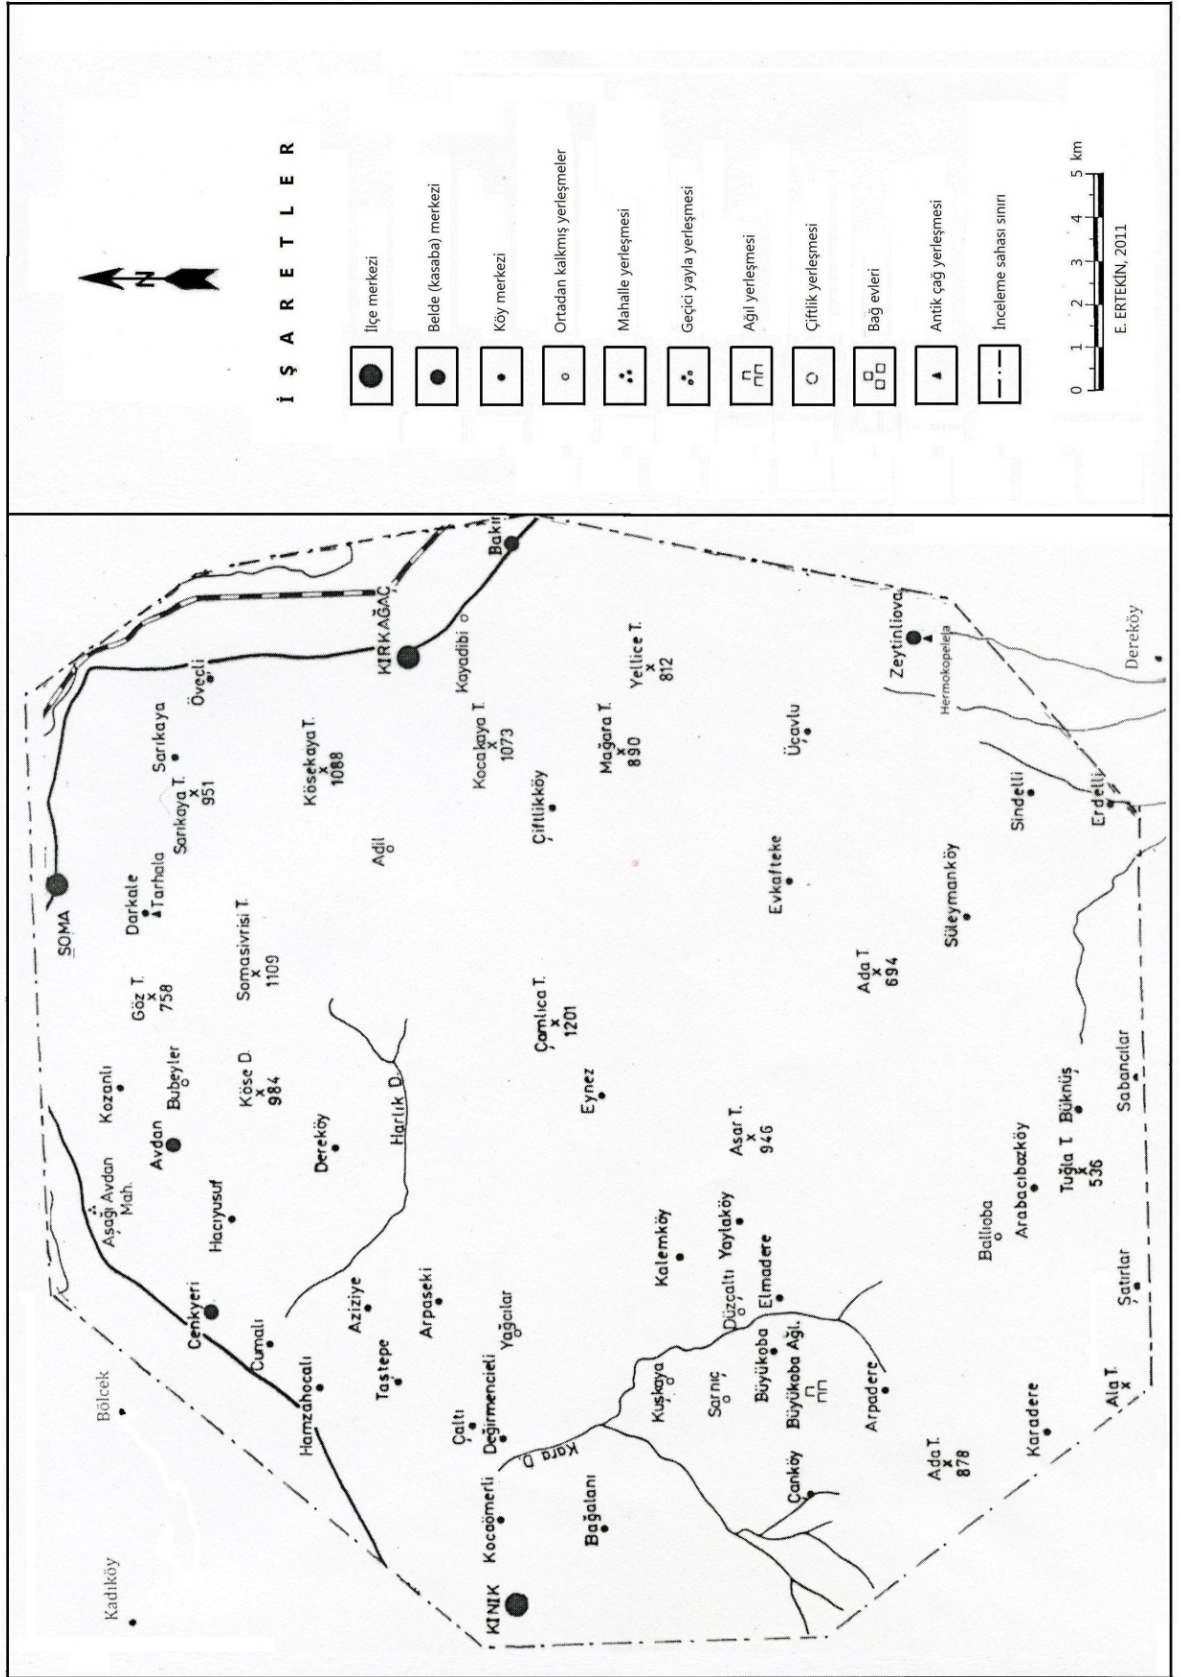 SOMA
Darkale
Tarhala
Göz T.
758
Kozanlı
Bubeyler
Avdan
Aşağı Avdan
Mah.
Hacıyusuf
Cenkyeri
Cumalı
Hamzahocalı
Bölcek
Kadıköy
Sarıkaya
Sarıkaya T.
951
Öveçli
Somasivrisi T.
1109
Köse D.
984
Kösekaya T.
1088
Dereköy
Harlık D.
Adil
Aziziye
Taştepe
Arpaseki
KIRKAĞAÇ
Kayadibi
Bakır
Kocakaya T.
1073
Çiftlikköy
Çamlıca T.
1201
Eynez
Yağcılar
Çaltı
Değirmencieli
Kocaömerli
KINIK
Kara D.
Bağalanı
Mağara T.
890
Yellice T.
812
Kalemköy
Kuşkaya
Asar T.
946
Yaylaköy
Düzçaltı
Sarnıç
Elmadere
Büyükoba
Büyükoba Ağl.
Çanköy
Arpadere
Üçavlu
Evkafteke
Ada T.
694
Zeytinliova
Hermokopeleia
Süleymanköy
Sindelli
Erdelli
Dereköy
Ballıoba
Arabacıbazköy
Ada T.
878
Karadere
Tuğla T.
536
Büknüş
Sabancılar
Şatırlar
Ala T.
N
İŞARETLER
İlçe merkezi
Belde (kasaba) merkezi
Köy merkezi
Ortadan kalkmış yerleşmeler
Mahalle yerleşmesi
Geçici yayla yerleşmesi
Ağıl yerleşmesi
Çiftlik yerleşmesi
Bağ evleri
Antik çağ yerleşmesi
İnceleme sahası sınırı
0 1 2 3 4 5 km
E. ERTEKİN, 2011